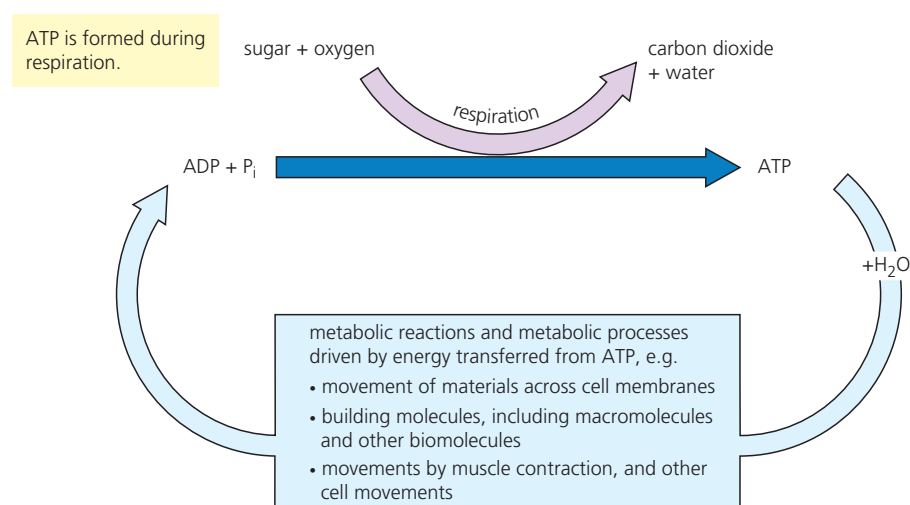 ATP is formed during
respiration.
sugar + oxygen
carbon dioxide
+ water
respiration
ADP + Pᵢ
ATP
+H₂O
metabolic reactions and metabolic processes
driven by energy transferred from ATP, e.g.
• movement of materials across cell membranes
• building molecules, including macromolecules
and other biomolecules
• movements by muscle contraction, and other
cell movements